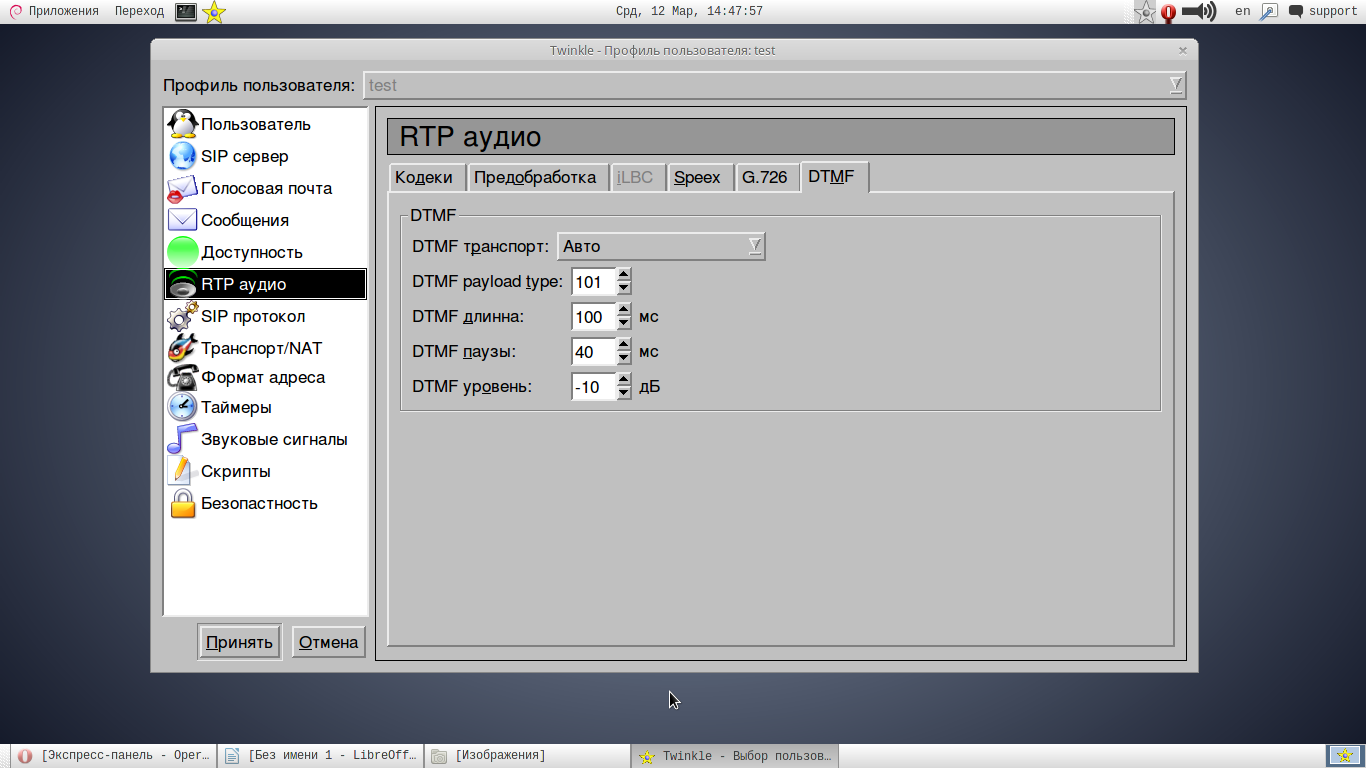 Приложения Переход Срд, 12 Мар, 14:47:57 en support
Twinkle - Профиль пользователя: test
Профиль пользователя: test
Пользователь
SIP сервер
Голосовая почта
Сообщения
Доступность
RTP аудио
SIP протокол
Транспорт/NAT
Формат адреса
Таймеры
Звуковые сигналы
Скрипты
Безопастность
Принять Отмена
RTP аудио
Кодеки Предобработка iLBC Speex G.726 DTMF
DTMF
DTMF транспорт: Авто
DTMF payload type: 101
DTMF длинна: 100 мс
DTMF паузы: 40 мс
DTMF уровень: -10 дБ
[Экспресс-панель - Oper… [Без имени 1 - LibreOff… [Изображения] Twinkle - Выбор пользов…